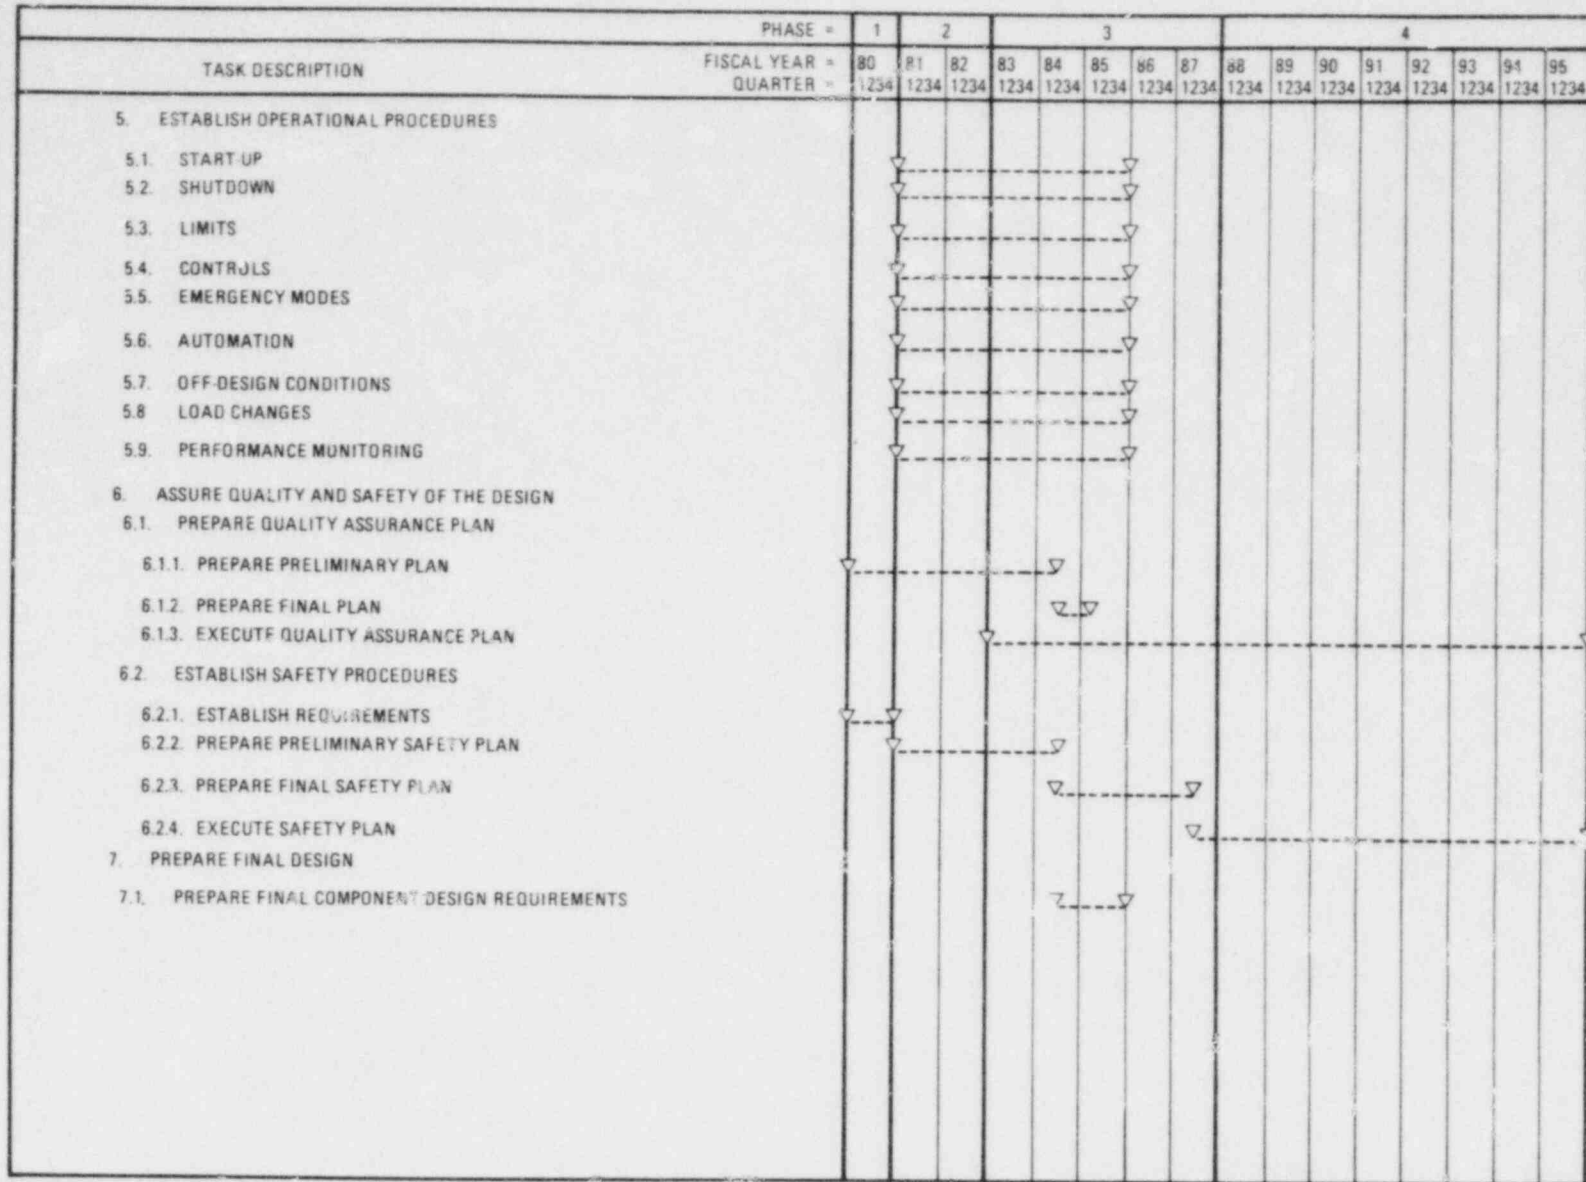 PHASE = 1 2 3 4
TASK DESCRIPTION FISCAL YEAR = 80 81 82 83 84 85 86 87 88 89 90 91 92 93 94 95
QUARTER = 1234 1234 1234 1234 1234 1234 1234 1234 1234 1234 1234 1234 1234 1234 1234 1234
5. ESTABLISH OPERATIONAL PROCEDURES
5.1. START-UP
5.2. SHUTDOWN
5.3. LIMITS
5.4. CONTROLS
5.5. EMERGENCY MODES
5.6. AUTOMATION
5.7. OFF-DESIGN CONDITIONS
5.8 LOAD CHANGES
5.9. PERFORMANCE MONITORING
6. ASSURE QUALITY AND SAFETY OF THE DESIGN
6.1. PREPARE QUALITY ASSURANCE PLAN
6.1.1. PREPARE PRELIMINARY PLAN
6.1.2. PREPARE FINAL PLAN
6.1.3. EXECUTE QUALITY ASSURANCE PLAN
6.2. ESTABLISH SAFETY PROCEDURES
6.2.1. ESTABLISH REQUIREMENTS
6.2.2. PREPARE PRELIMINARY SAFETY PLAN
6.2.3. PREPARE FINAL SAFETY PLAN
6.2.4. EXECUTE SAFETY PLAN
7. PREPARE FINAL DESIGN
7.1. PREPARE FINAL COMPONENT DESIGN REQUIREMENTS